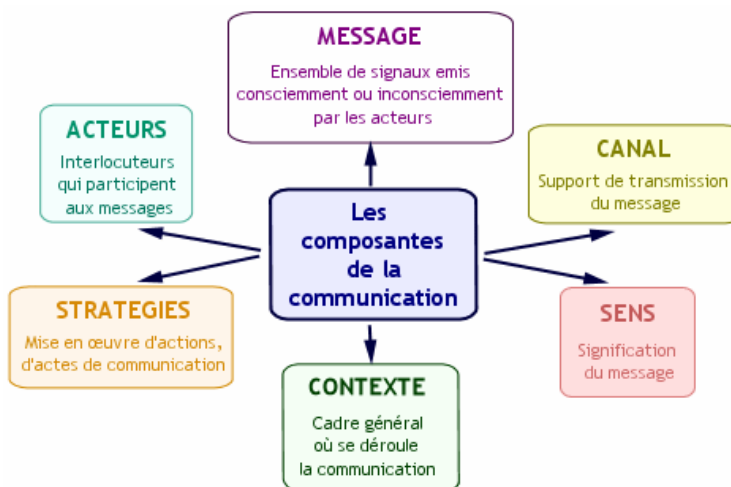 MESSAGE
Ensemble de signaux emis
consciemment ou inconsciemment
par les acteurs
ACTEURS
Interlocuteurs
qui participent
aux messages
CANAL
Support de transmission
du message
Les
composantes
de la
communication
STRATEGIES
Mise en œuvre d'actions,
d'actes de communication
SENS
Signification
du message
CONTEXTE
Cadre général
où se déroule
la communication